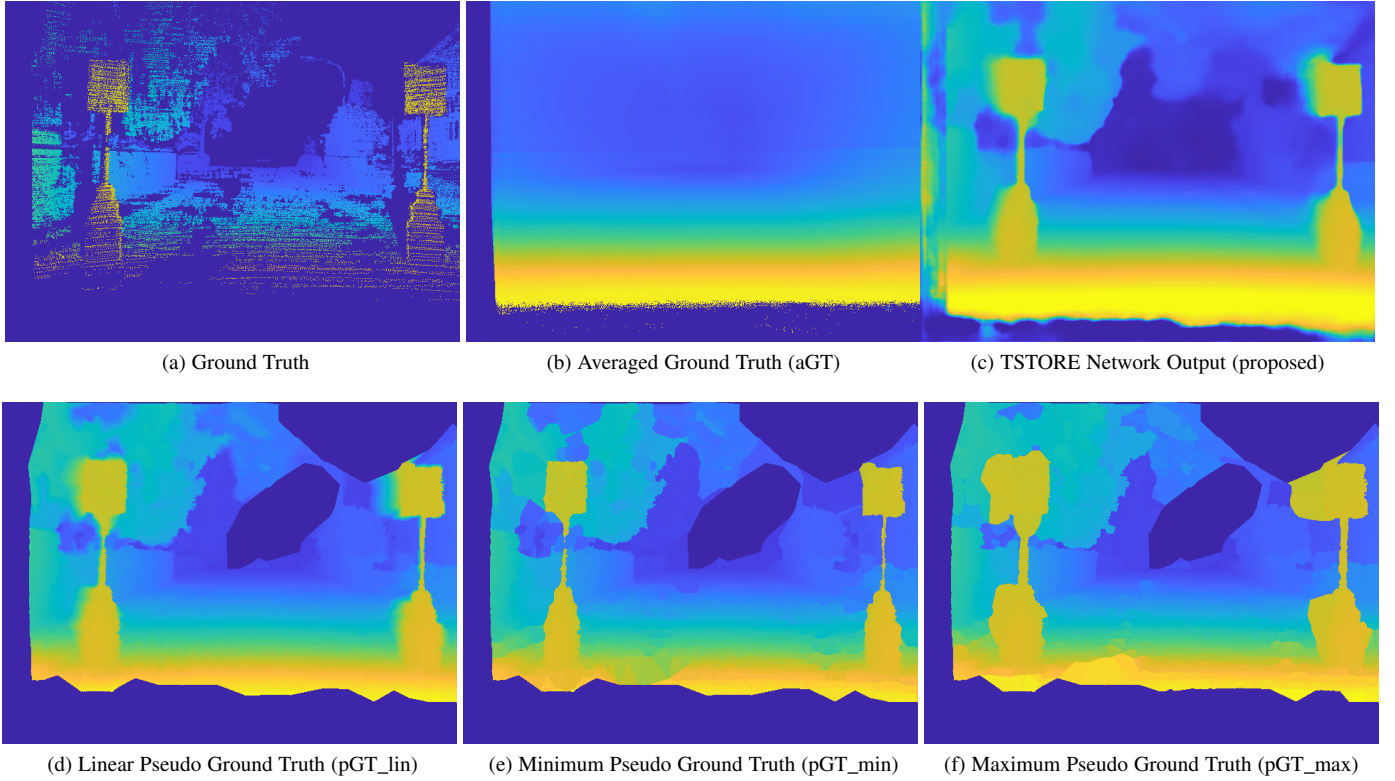 (a) Ground Truth
(b) Averaged Ground Truth (aGT)
(c) TSTORE Network Output (proposed)
(d) Linear Pseudo Ground Truth (pGT_lin)
(e) Minimum Pseudo Ground Truth (pGT_min)
(f) Maximum Pseudo Ground Truth (pGT_max)